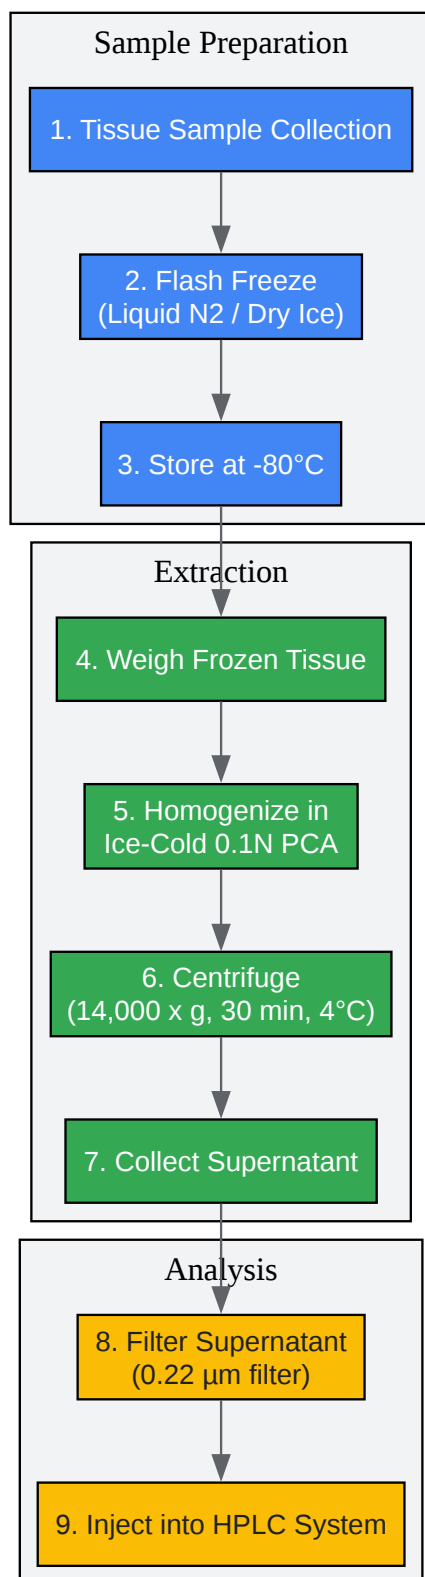 Sample Preparation
1. Tissue Sample Collection
2. Flash Freeze
(Liquid N2 / Dry Ice)
3. Store at -80°C
Extraction
4. Weigh Frozen Tissue
5. Homogenize in
Ice-Cold 0.1N PCA
6. Centrifuge
(14,000 x g, 30 min, 4°C)
7. Collect Supernatant
Analysis
8. Filter Supernatant
(0.22 µm filter)
9. Inject into HPLC System